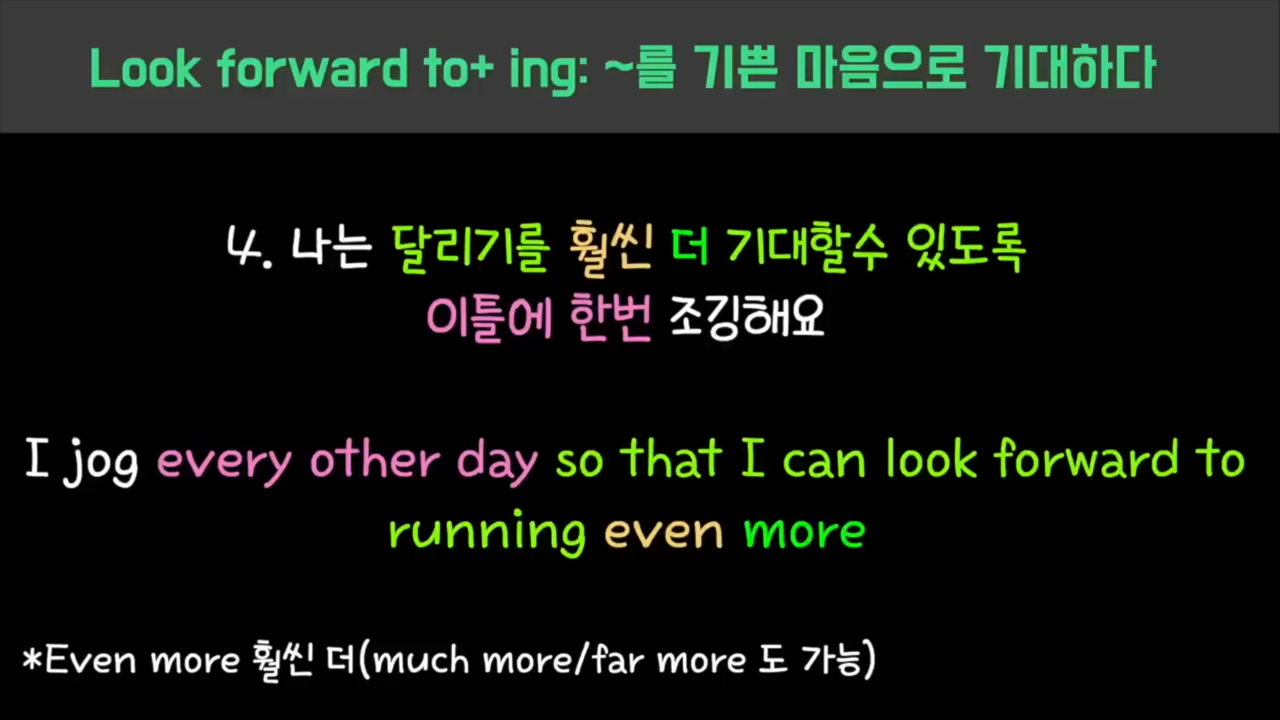 Look forward to+ ing: ~를 기쁜 마음으로 기대하다
4. 나는 달리기를 훨씬 더 기대할수 있도록
이틀에 한번 조깅해요
I jog every other day so that I can look forward to
running even more
*Even more 훨씬 더(much more/far more 도 가능)